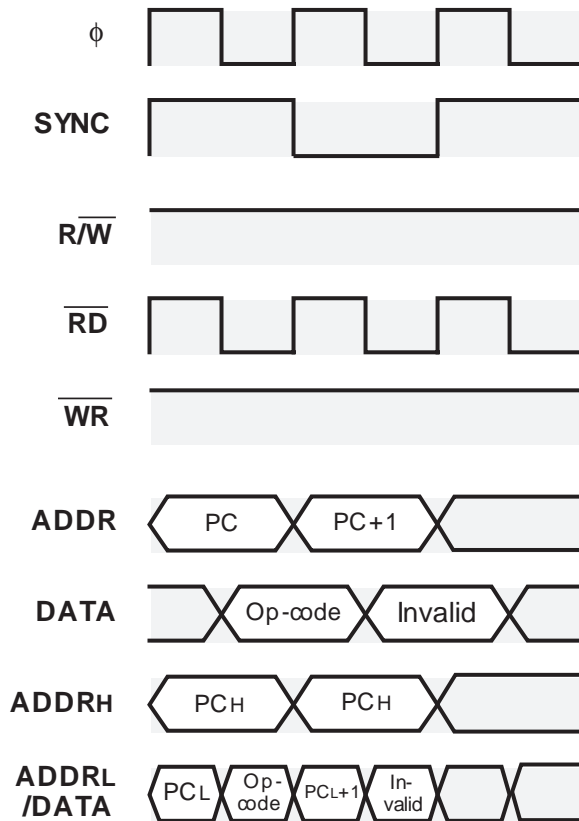 ϕ
SYNC
R/W
RD
WR
ADDR
PC
PC+1
DATA
Op-code
Invalid
ADDRH
PCH
PCH
ADDRL
/DATA
PCL
Op-
code
PCL+1
In-
valid